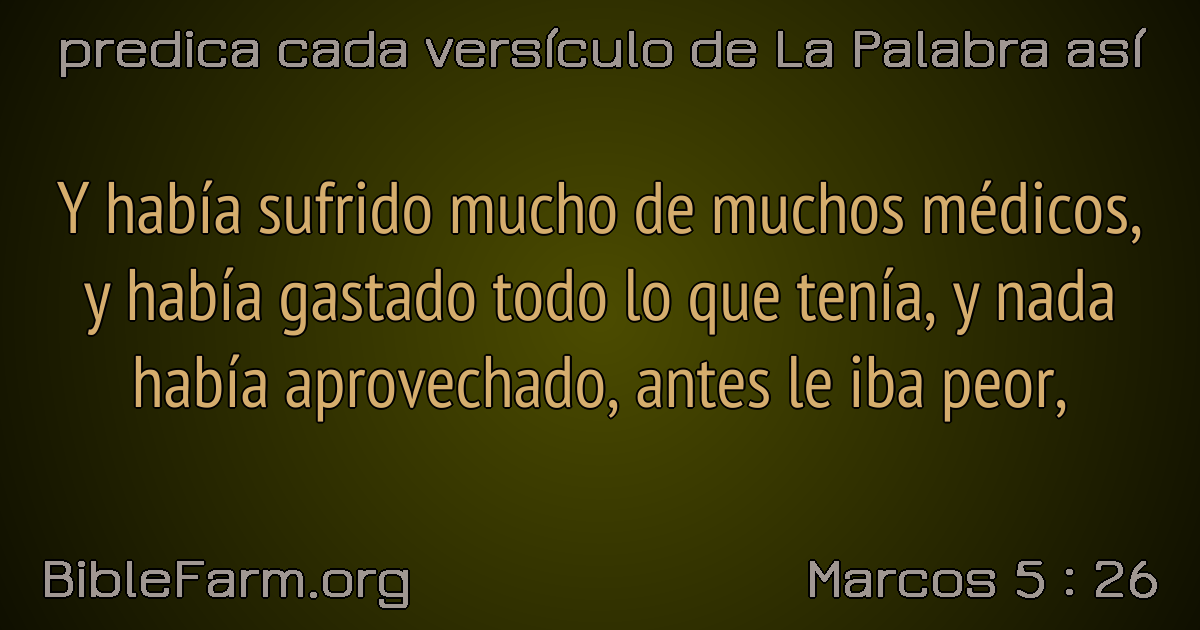 predica cada versículo de La Palabra así
Y había sufrido mucho de muchos médicos,
y había gastado todo lo que tenía, y nada
había aprovechado, antes le iba peor,
BibleFarm.org
Marcos 5 : 26